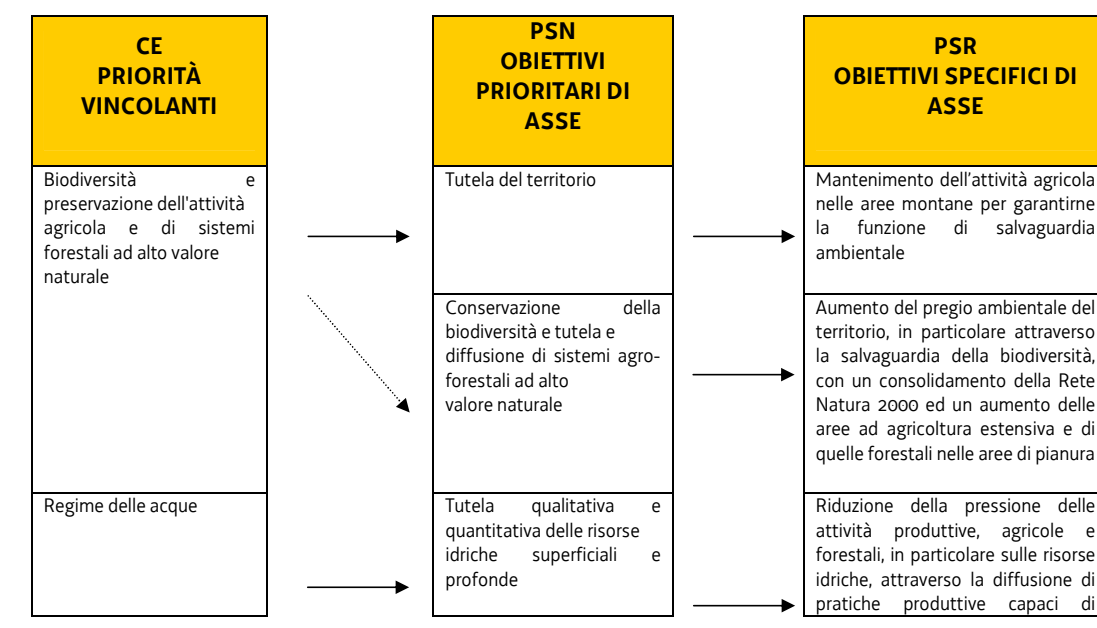 CE
PRIORITÀ
VINCOLANTI
PSN
OBIETTIVI
PRIORITARI DI
ASSE
PSR
OBIETTIVI SPECIFICI DI
ASSE
Biodiversità e
preservazione dell'attività
agricola e di sistemi
forestali ad alto valore
naturale
Tutela del territorio
Mantenimento dell'attività agricola
nelle aree montane per garantirne
la funzione di salvaguardia
ambientale
Conservazione della
biodiversità e tutela e
diffusione di sistemi agro-
forestali ad alto
valore naturale
Aumento del pregio ambientale del
territorio, in particolare attraverso
la salvaguardia della biodiversità,
con un consolidamento della Rete
Natura 2000 ed un aumento delle
aree ad agricoltura estensiva e di
quelle forestali nelle aree di pianura
Regime delle acque
Tutela qualitativa e
quantitativa delle risorse
idriche superficiali e
profonde
Riduzione della pressione delle
attività produttive, agricole e
forestali, in particolare sulle risorse
idriche, attraverso la diffusione di
pratiche produttive capaci di